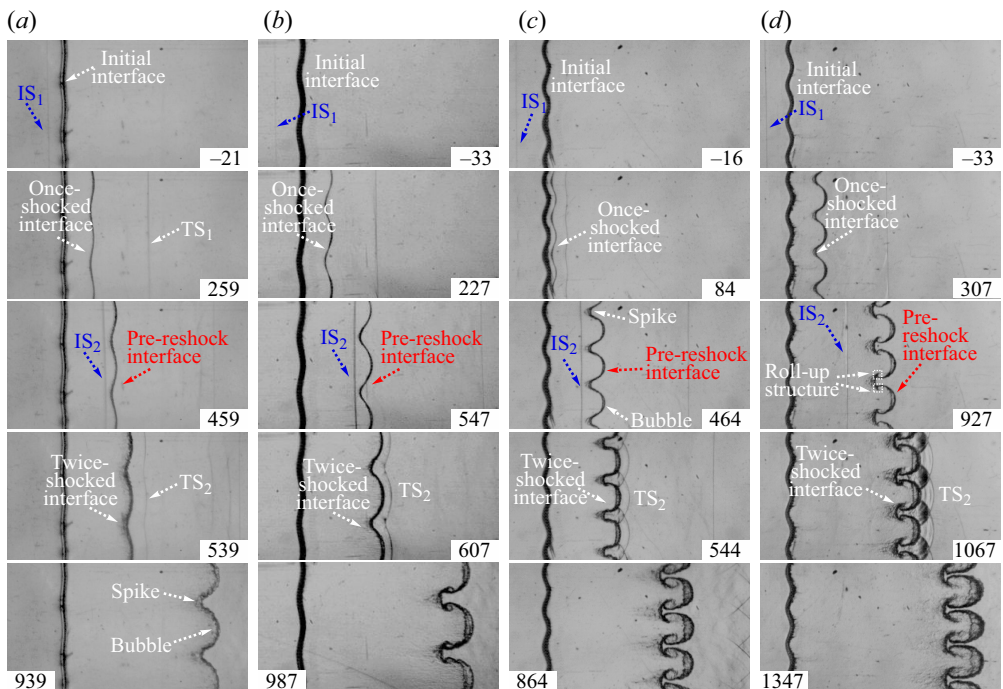 (a)
(b)
(c)
(d)
Initial
interface
IS1
–21
Initial
interface
IS1
–33
Initial
interface
IS1
–16
Initial
interface
IS1
–33
Once-
shocked
interface
TS1
259
Once-
shocked
interface
227
Once-
shocked
interface
84
Once-
shocked
interface
307
IS2
Pre-reshock
interface
459
IS2
Pre-reshock
interface
547
Spike
IS2
Pre-reshock
interface
Bubble
464
IS2
Pre-
reshock
interface
Roll-up
structure
927
Twice-
shocked
interface
TS2
539
Twice-
shocked
interface
TS2
607
Twice-
shocked
interface
TS2
544
Twice-
shocked
interface
TS2
1067
Spike
Bubble
939
987
864
1347